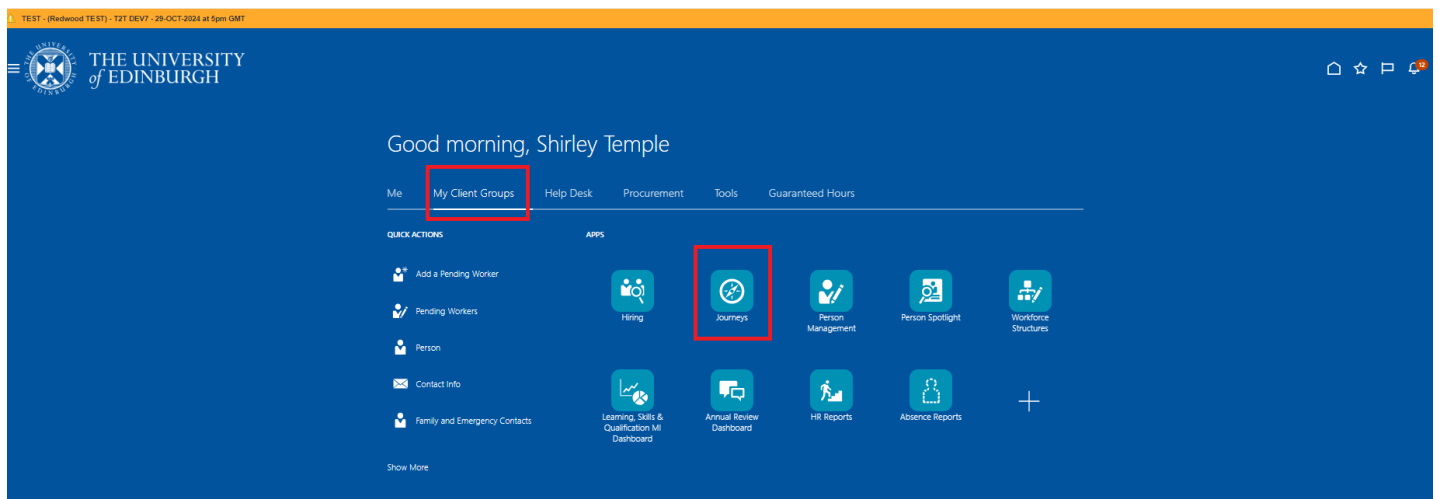 TEST - (Redwood TEST) - T2T DEV7 - 29-OCT-2024 at 5pm GMT
THE UNIVERSITY
of EDINBURGH
12
Good morning, Shirley Temple
Me My Client Groups Help Desk Procurement Tools Guaranteed Hours
QUICK ACTIONS
Add a Pending Worker
Pending Workers
Person
Contact Info
Family and Emergency Contacts
Show More
APPS
Hiring
Journeys
Person
Management
Person Spotlight
Workforce
Structures
Learning, Skills &
Qualification MI
Dashboard
Annual Review
Dashboard
HR Reports
Absence Reports